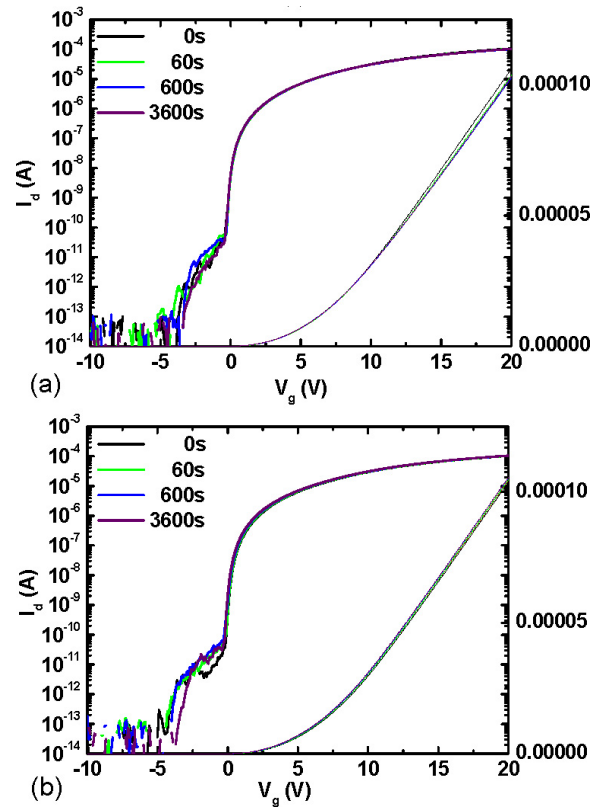 10⁻³
10⁻⁴
10⁻⁵
10⁻⁶
10⁻⁷
10⁻⁸
10⁻⁹
10⁻¹⁰
10⁻¹¹
10⁻¹²
10⁻¹³
10⁻¹⁴
I_d (A)
0s
60s
600s
3600s
0.00010
0.00005
0.00000
-10 -5 0 5 10 15 20
V_g (V)
(a)
10⁻³
10⁻⁴
10⁻⁵
10⁻⁶
10⁻⁷
10⁻⁸
10⁻⁹
10⁻¹⁰
10⁻¹¹
10⁻¹²
10⁻¹³
10⁻¹⁴
I_d (A)
0s
60s
600s
3600s
0.00010
0.00005
0.00000
-10 -5 0 5 10 15 20
V_g (V)
(b)